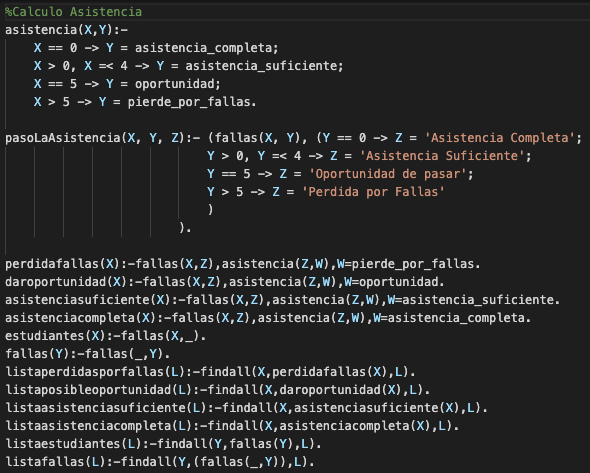 %Calculo Asistencia
asistencia(X,Y):-
    X == 0 -> Y = asistencia_completa;
    X > 0, X =< 4 -> Y = asistencia_suficiente;
    X == 5 -> Y = oportunidad;
    X > 5 -> Y = pierde_por_fallas.

pasoLaAsistencia(X, Y, Z):- (fallas(X, Y), (Y == 0 -> Z = 'Asistencia Completa';
                            Y > 0, Y =< 4 -> Z = 'Asistencia Suficiente';
                            Y == 5 -> Z = 'Oportunidad de pasar';
                            Y > 5 -> Z = 'Perdida por Fallas'
                            )
                        ).

perdidafallas(X):-fallas(X,Z),asistencia(Z,W),W=pierde_por_fallas.
daroportunidad(X):-fallas(X,Z),asistencia(Z,W),W=oportunidad.
asistenciasuficiente(X):-fallas(X,Z),asistencia(Z,W),W=asistencia_suficiente.
asistenciacompleta(X):-fallas(X,Z),asistencia(Z,W),W=asistencia_completa.
estudiantes(X):-fallas(X,_).
fallas(Y):-fallas(_,Y).
listaperdidasporfallas(L):-findall(X,perdidafallas(X),L).
listaposibleoportunidad(L):-findall(X,daroportunidad(X),L).
listaasistenciasuficiente(L):-findall(X,asistenciasuficiente(X),L).
listaasistenciacompleta(L):-findall(X,asistenciacompleta(X),L).
listaestudiantes(L):-findall(Y,fallas(Y),L).
listafallas(L):-findall(Y,(fallas(_,Y)),L).